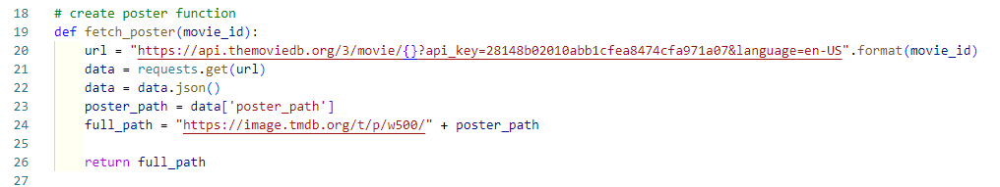 18 # create poster function
19 def fetch_poster(movie_id):
20     url = "https://api.themoviedb.org/3/movie/{}?api_key=28148b02010abb1cfea8474cfa971a07&language=en-US".format(movie_id)
21     data = requests.get(url)
22     data = data.json()
23     poster_path = data['poster_path']
24     full_path = "https://image.tmdb.org/t/p/w500/" + poster_path
25
26     return full_path
27